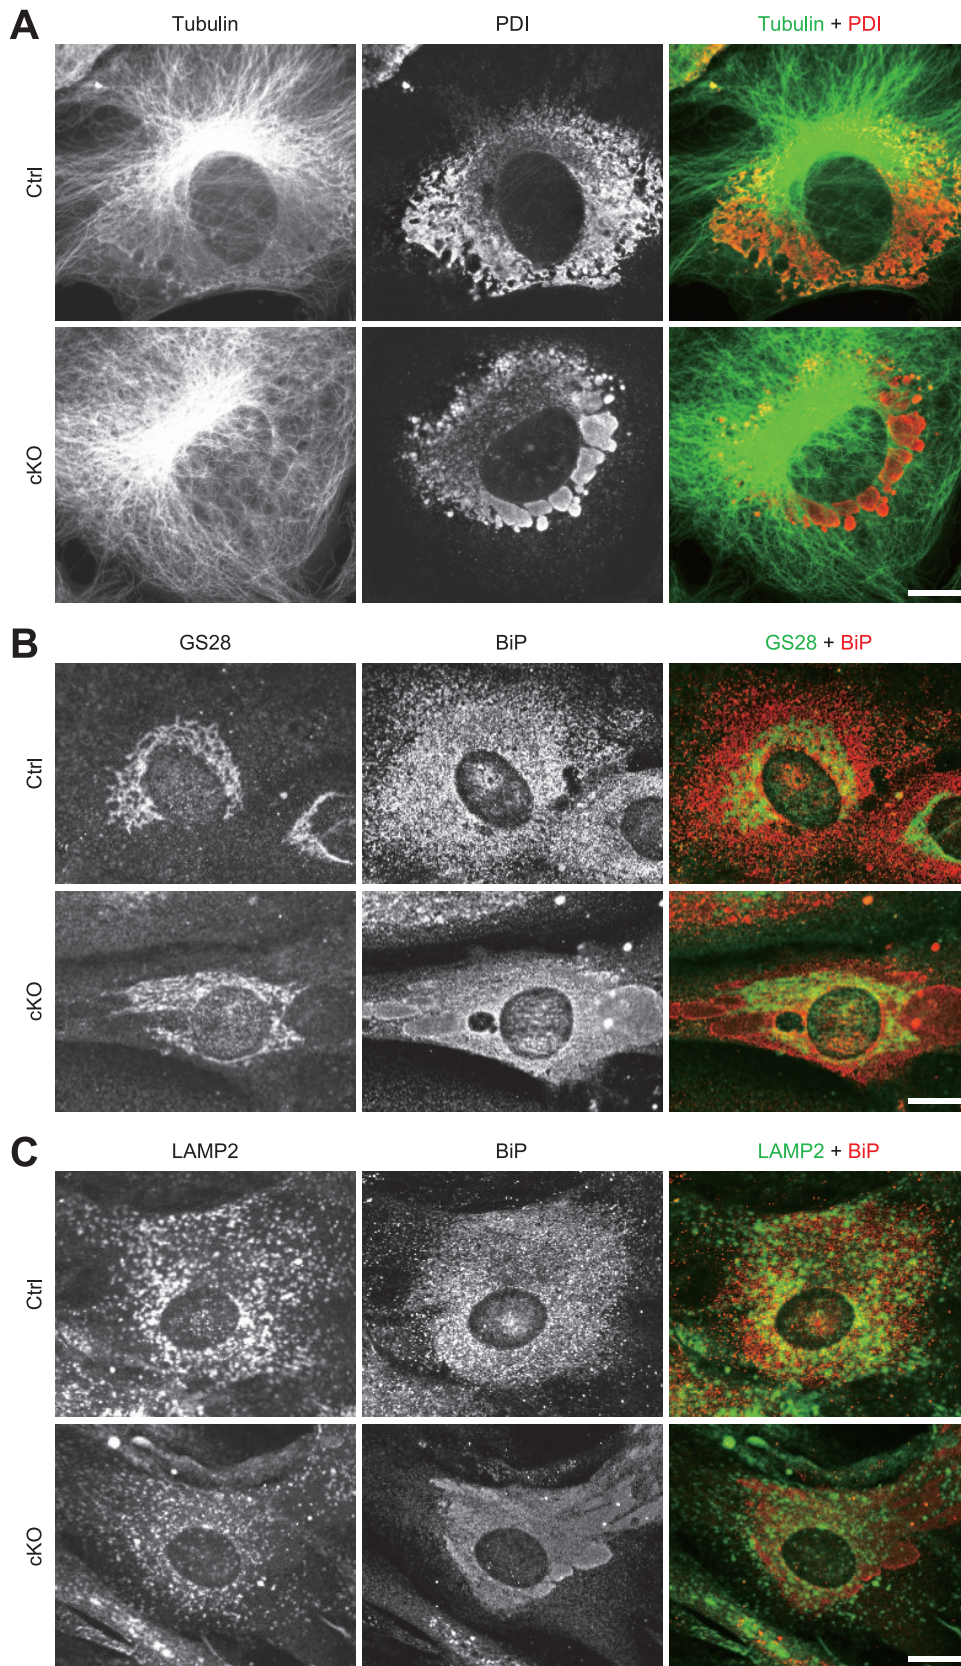 A
Tubulin PDI Tubulin + PDI
Ctrl
cKO
B
GS28 BiP GS28 + BiP
Ctrl
cKO
C
LAMP2 BiP LAMP2 + BiP
Ctrl
cKO